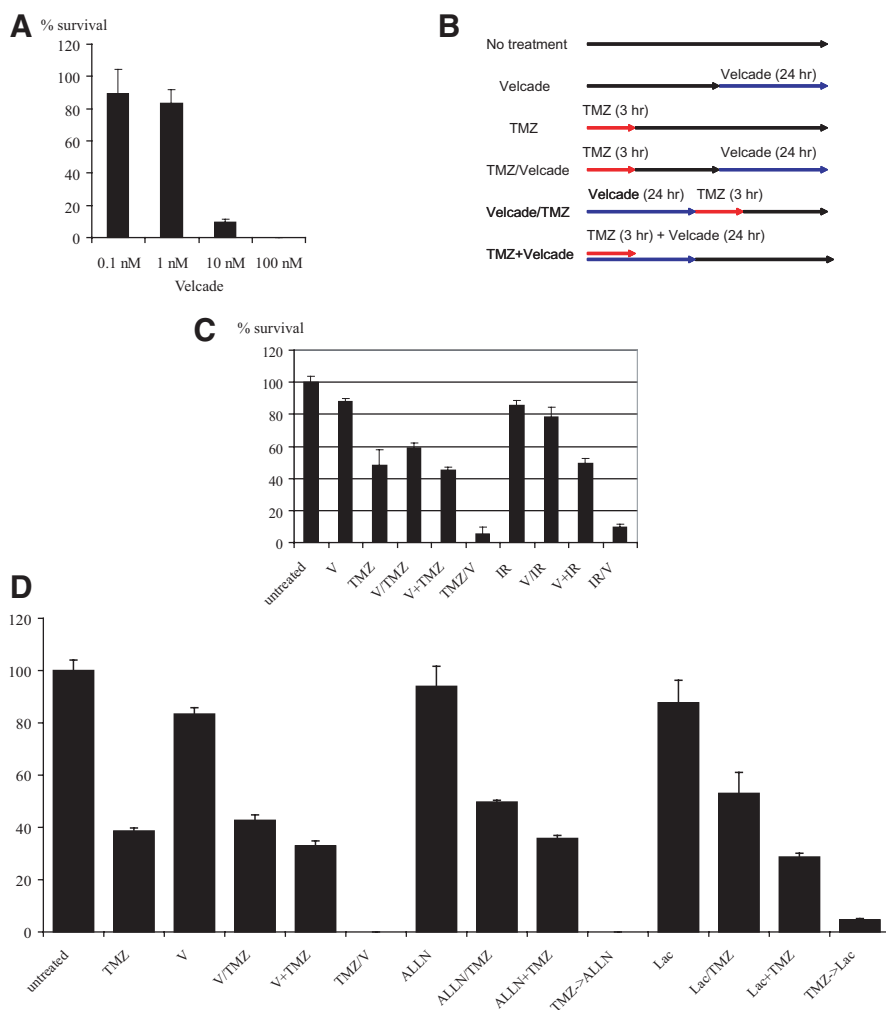 A
% survival
120
100
80
60
40
20
0
0.1 nM 1 nM 10 nM 100 nM
Velcade
B
No treatment
Velcade
Velcade (24 hr)
TMZ
TMZ (3 hr)
TMZ/Velcade
TMZ (3 hr)
Velcade (24 hr)
Velcade/TMZ
Velcade (24 hr)
TMZ (3 hr)
TMZ+Velcade
TMZ (3 hr) + Velcade (24 hr)
C
% survival
120
100
80
60
40
20
0
untreated
V
TMZ
V/TMZ
V+TMZ
TMZ/V
IR
V/IR
V+IR
IR/V
D
120
100
80
60
40
20
0
untreated
TMZ
V
V/TMZ
V+TMZ
TMZ/V
ALLN
ALLN/TMZ
ALLN+TMZ
TMZ->ALLN
Lac
Lac/TMZ
Lac+TMZ
TMZ->Lac